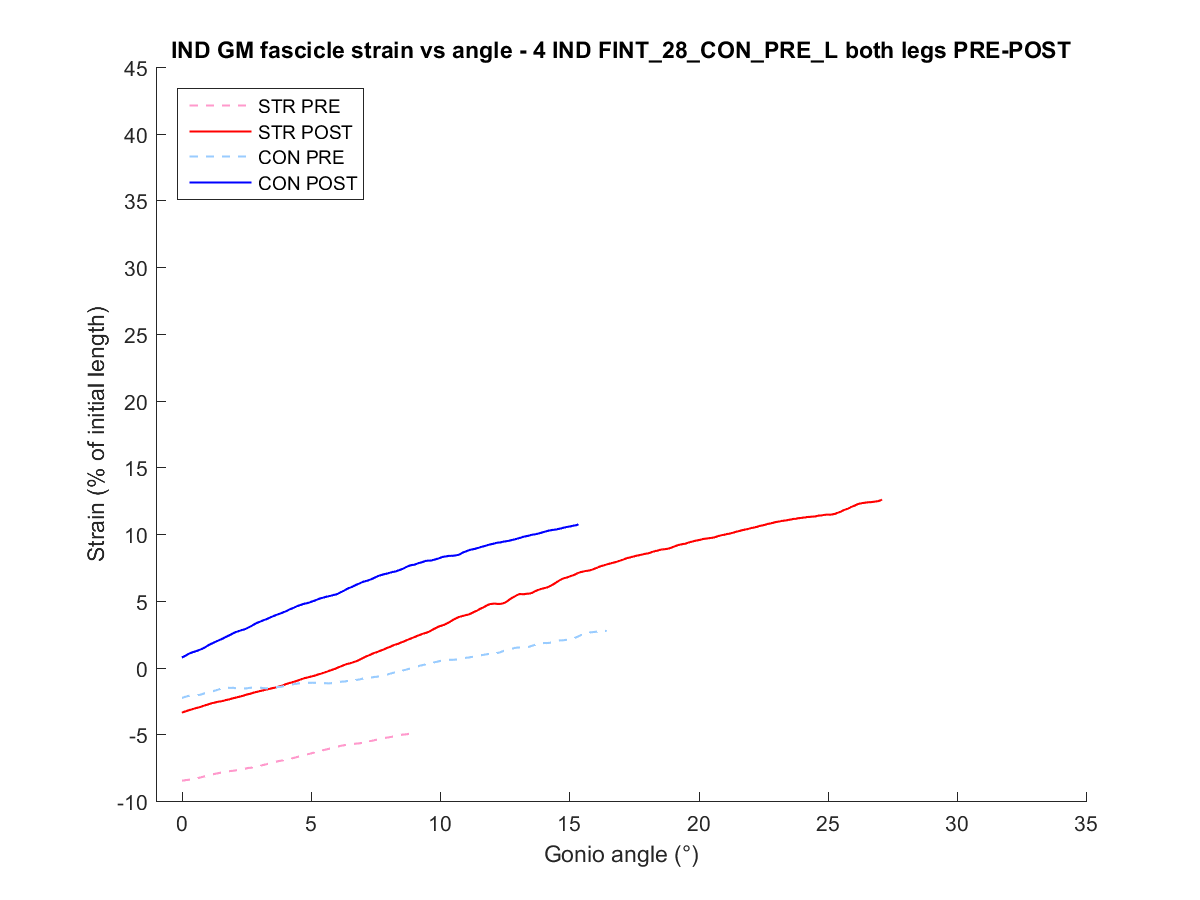 IND GM fascicle strain vs angle - 4 IND FINT_28_CON_PRE_L both legs PRE-POST
45
40
35
30
25
20
15
10
5
0
-5
-10
Strain (% of initial length)
STR PRE
STR POST
CON PRE
CON POST
0 5 10 15 20 25 30 35
Gonio angle (°)